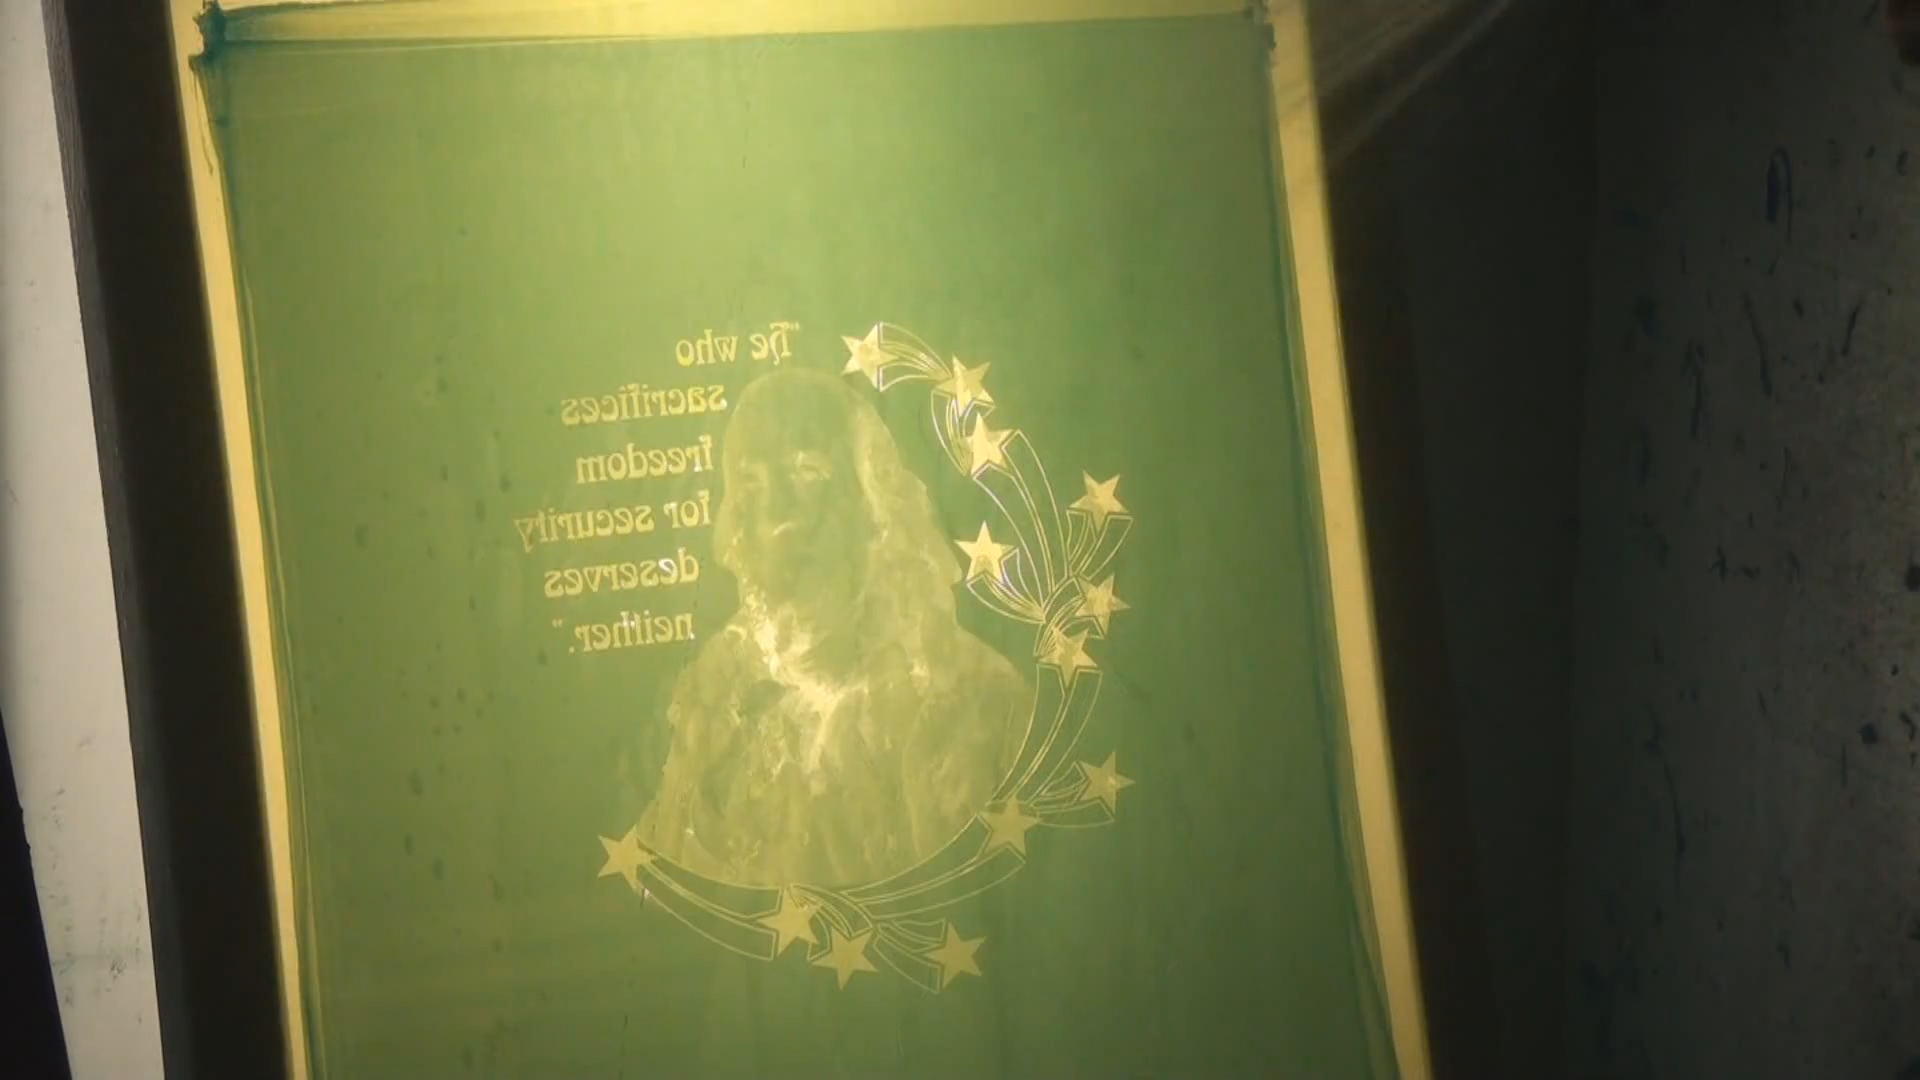 "he who
sacrifices
freedom
for security
deserves
neither".